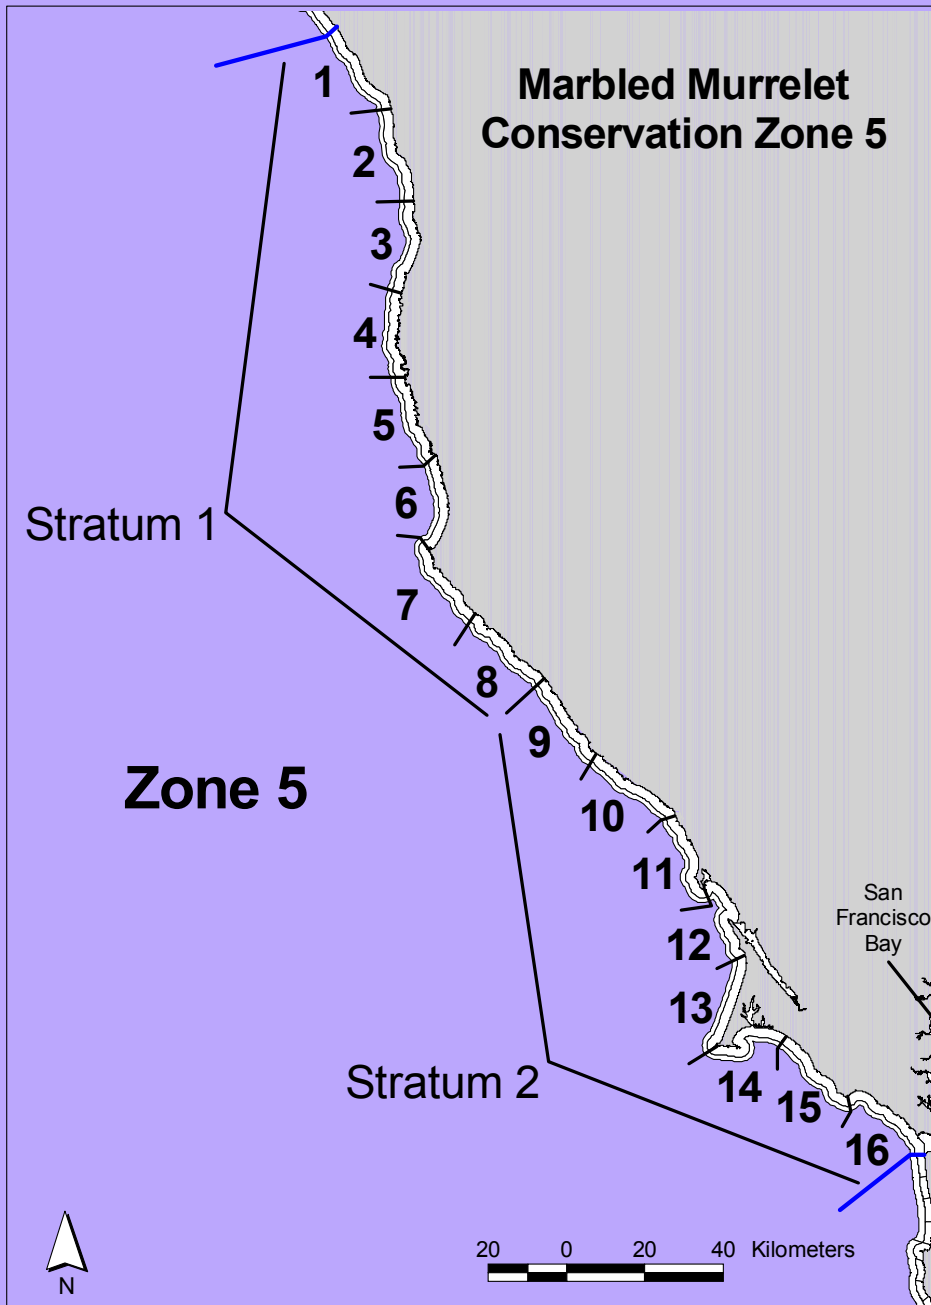 Marbled Murrelet
Conservation Zone 5
1
2
3
4
5
6
Stratum 1
7
8
9
Zone 5
10
11
San
Francisco
Bay
12
13
Stratum 2
14
15
16
N
20 0 20 40 Kilometers